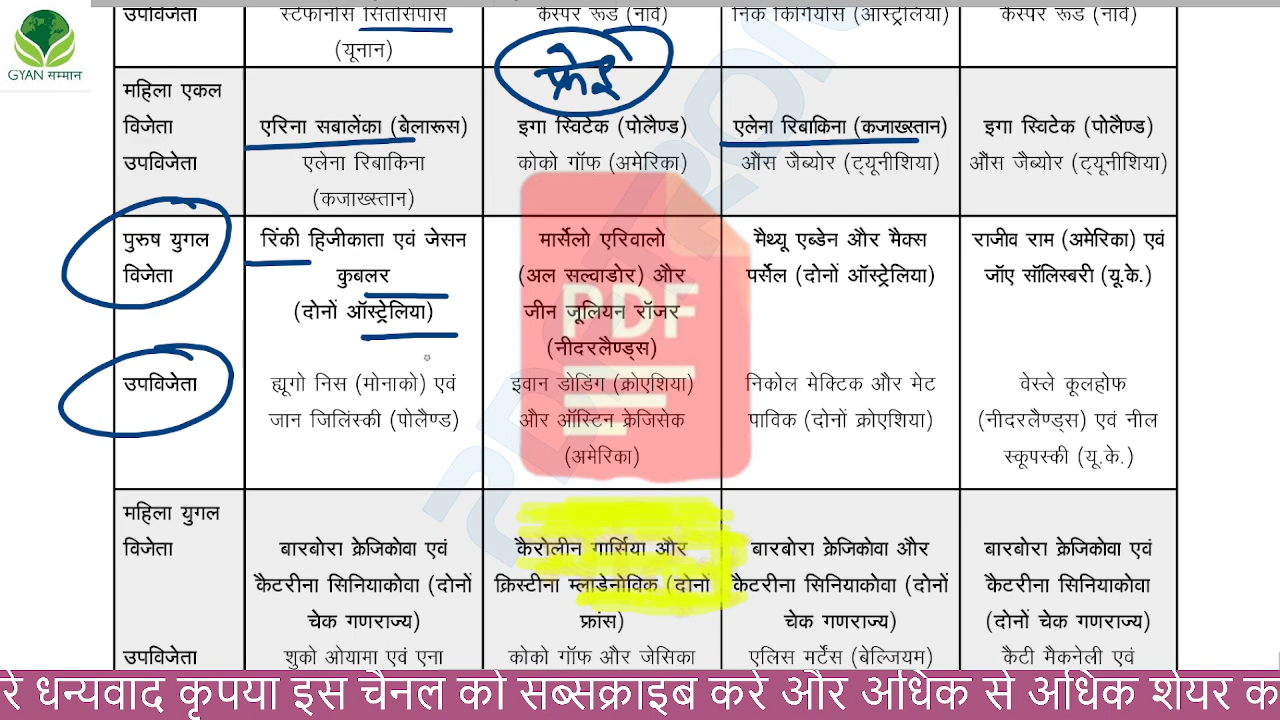 GYAN सम्मान
उपविजेता
स्टेफानोस सितसिपास
(यूनान)
कैस्पर रूड (नार्वे)
निक किर्गियोस (ऑस्ट्रेलिया)
कैस्पर रूड (नार्वे)
महिला एकल
विजेता
एरिना सबालेंका (बेलारूस)
इगा स्विटेक (पोलैण्ड)
एलेना रिबाकिना (कजाख्स्तान)
इगा स्विटेक (पोलैण्ड)
उपविजेता
एलेना रिबाकिना
(कजाख्स्तान)
कोको गॉफ (अमेरिका)
औंस जैब्योर (ट्यूनीशिया)
औंस जैब्योर (ट्यूनीशिया)
पुरुष युगल
विजेता
रिंकी हिजीकाता एवं जेसन
कुबलर
(दोनों ऑस्ट्रेलिया)
मार्सेलो एरिवालो
(अल सल्वाडोर) और
जीन जूलियन रॉजर
(नीदरलैण्ड्स)
मैथ्यू एब्डेन और मैक्स
पर्सेल (दोनों ऑस्ट्रेलिया)
राजीव राम (अमेरिका) एवं
जॉए सॉलिस्बरी (यू.के.)
उपविजेता
ह्यूगो निस (मोनाको) एवं
जान जिलिंस्की (पोलैण्ड)
इवान डोडिंग (क्रोएशिया)
और ऑस्टिन क्रेजिसेक
(अमेरिका)
निकोल मेक्टिक और मेट
पाविक (दोनों क्रोएशिया)
वेस्ले कूलहोफ
(नीदरलैण्ड्स) एवं नील
स्कूपस्की (यू.के.)
PDF
महिला युगल
विजेता
बारबोरा क्रेजिकोवा एवं
कैटरीना सिनियाकोवा (दोनों
चेक गणराज्य)
कैरोलीन गार्सिया और
क्रिस्टीना म्लाडेनोविक (दोनों
फ्रांस)
बारबोरा क्रेजिकोवा और
कैटरीना सिनियाकोवा (दोनों
चेक गणराज्य)
बारबोरा क्रेजिकोवा एवं
कैटरीना सिनियाकोवा
(दोनों चेक गणराज्य)
उपविजेता
शुको ओयामा एवं एना
कोको गॉफ और जेसिका
एलिस मर्टेंस (बेल्जियम)
कैटी मैकनेली एवं
रे धन्यवाद कृपया इस चैनल को सब्सक्राइब करे और अधिक से अधिक शेयर क